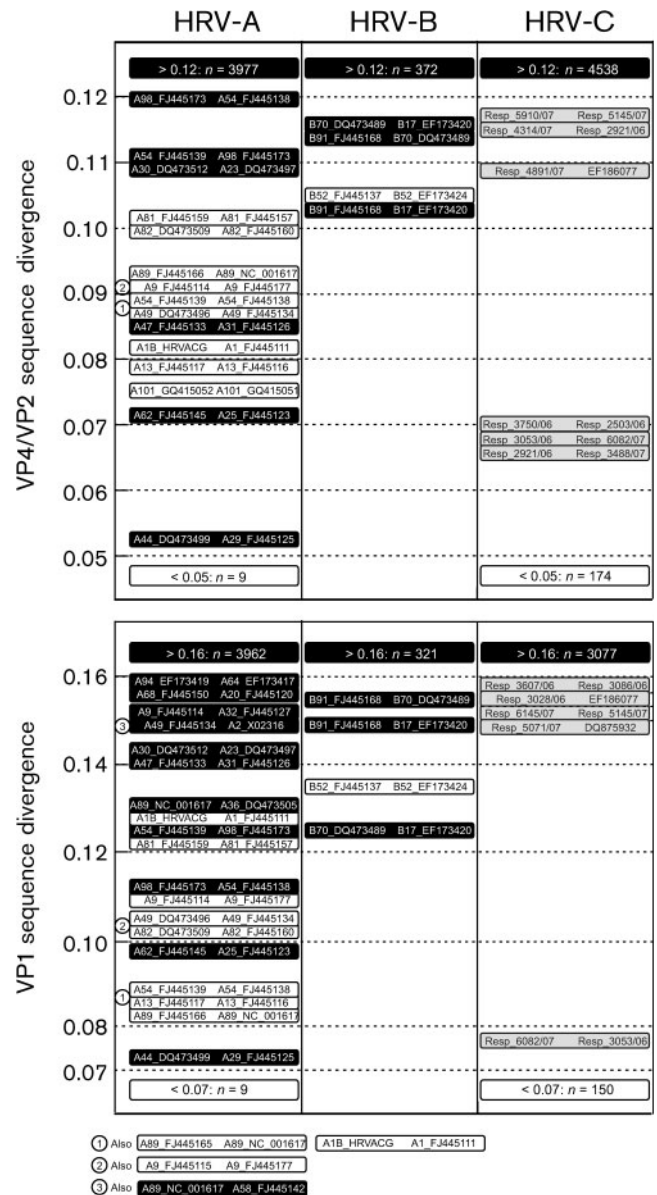 HRV-A HRV-B HRV-C
VP4/VP2 sequence divergence
> 0.12: n = 3977 > 0.12: n = 372 > 0.12: n = 4538
0.12
A98_FJ445173 A54_FJ445138
Resp_5910/07 Resp_5145/07
B70_DQ473489 B17_EF173420
Resp_4314/07 Resp_2921/06
B91_FJ445168 B70_DQ473489
0.11
A54_FJ445139 A98_FJ445173
A30_DQ473512 A23_DQ473497
Resp_4891/07 EF186077
B52_FJ445137 B52_EF173424
B91_FJ445168 B17_EF173420
A81_FJ445159 A81_FJ445157
0.10
A82_DQ473509 A82_FJ445160
A89_FJ445166 A89_NC_001617
2 A9_FJ445114 A9_FJ445177
0.09
A54_FJ445139 A54_FJ445138
1 A49_DQ473496 A49_FJ445134
A47_FJ445133 A31_FJ445126
A1B_HRVACG A1_FJ445111
0.08
A13_FJ445117 A13_FJ445116
A101_GQ415052 A101_GQ415051
A62_FJ445145 A25_FJ445123
0.07
Resp_3750/06 Resp_2503/06
Resp_3053/06 Resp_6082/07
Resp_2921/06 Resp_3488/07
0.06
A44_DQ473499 A29_FJ445125
0.05
< 0.05: n = 9 < 0.05: n = 174
VP1 sequence divergence
> 0.16: n = 3962 > 0.16: n = 321 > 0.16: n = 3077
0.16
A94_EF173419 A64_EF173417
Resp_3607/06 Resp_3086/06
A68_FJ445150 A20_FJ445120
B91_FJ445168 B70_DQ473489
Resp_3028/06 EF186077
A9_FJ445114 A32_FJ445127
Resp_6145/07 Resp_5145/07
3 A49_FJ445134 A2_X02316
B91_FJ445168 B17_EF173420
Resp_5071/07 DQ875932
A30_DQ473512 A23_DQ473497
0.14
A47_FJ445133 A31_FJ445126
B52_FJ445137 B52_EF173424
A89_NC_001617 A36_DQ473505
A1B_HRVACG A1_FJ445111
A54_FJ445139 A98_FJ445173
B70_DQ473489 B17_EF173420
A81_FJ445159 A81_FJ445157
0.12
A98_FJ445173 A54_FJ445138
A9_FJ445114 A9_FJ445177
A49_DQ473496 A49_FJ445134
2 A82_DQ473509 A82_FJ445160
0.10
A62_FJ445145 A25_FJ445123
A54_FJ445139 A54_FJ445138
1 A13_FJ445117 A13_FJ445116
A89_FJ445166 A89_NC_001617
0.08
Resp_6082/07 Resp_3053/06
A44_DQ473499 A29_FJ445125
0.07
< 0.07: n = 9 < 0.07: n = 150
1 Also A89_FJ445165 A89_NC_001617 A1B_HRVACG A1_FJ445111
2 Also A9_FJ445115 A9_FJ445177
3 Also A89_NC_001617 A58_FJ445142